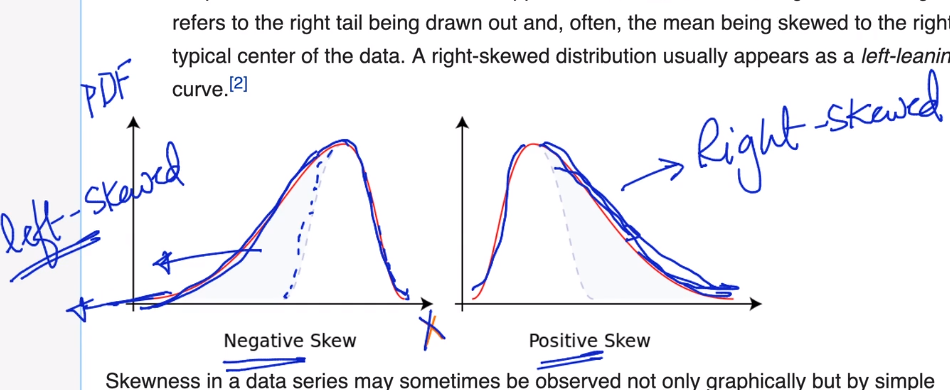 refers to the right tail being drawn out and, often, the mean being skewed to the right
typical center of the data. A right-skewed distribution usually appears as a left-leanin
curve.[2]
PDF
Right-skewed
left-skewed
X
Negative Skew
Positive Skew
Skewness in a data series may sometimes be observed not only graphically but by simple